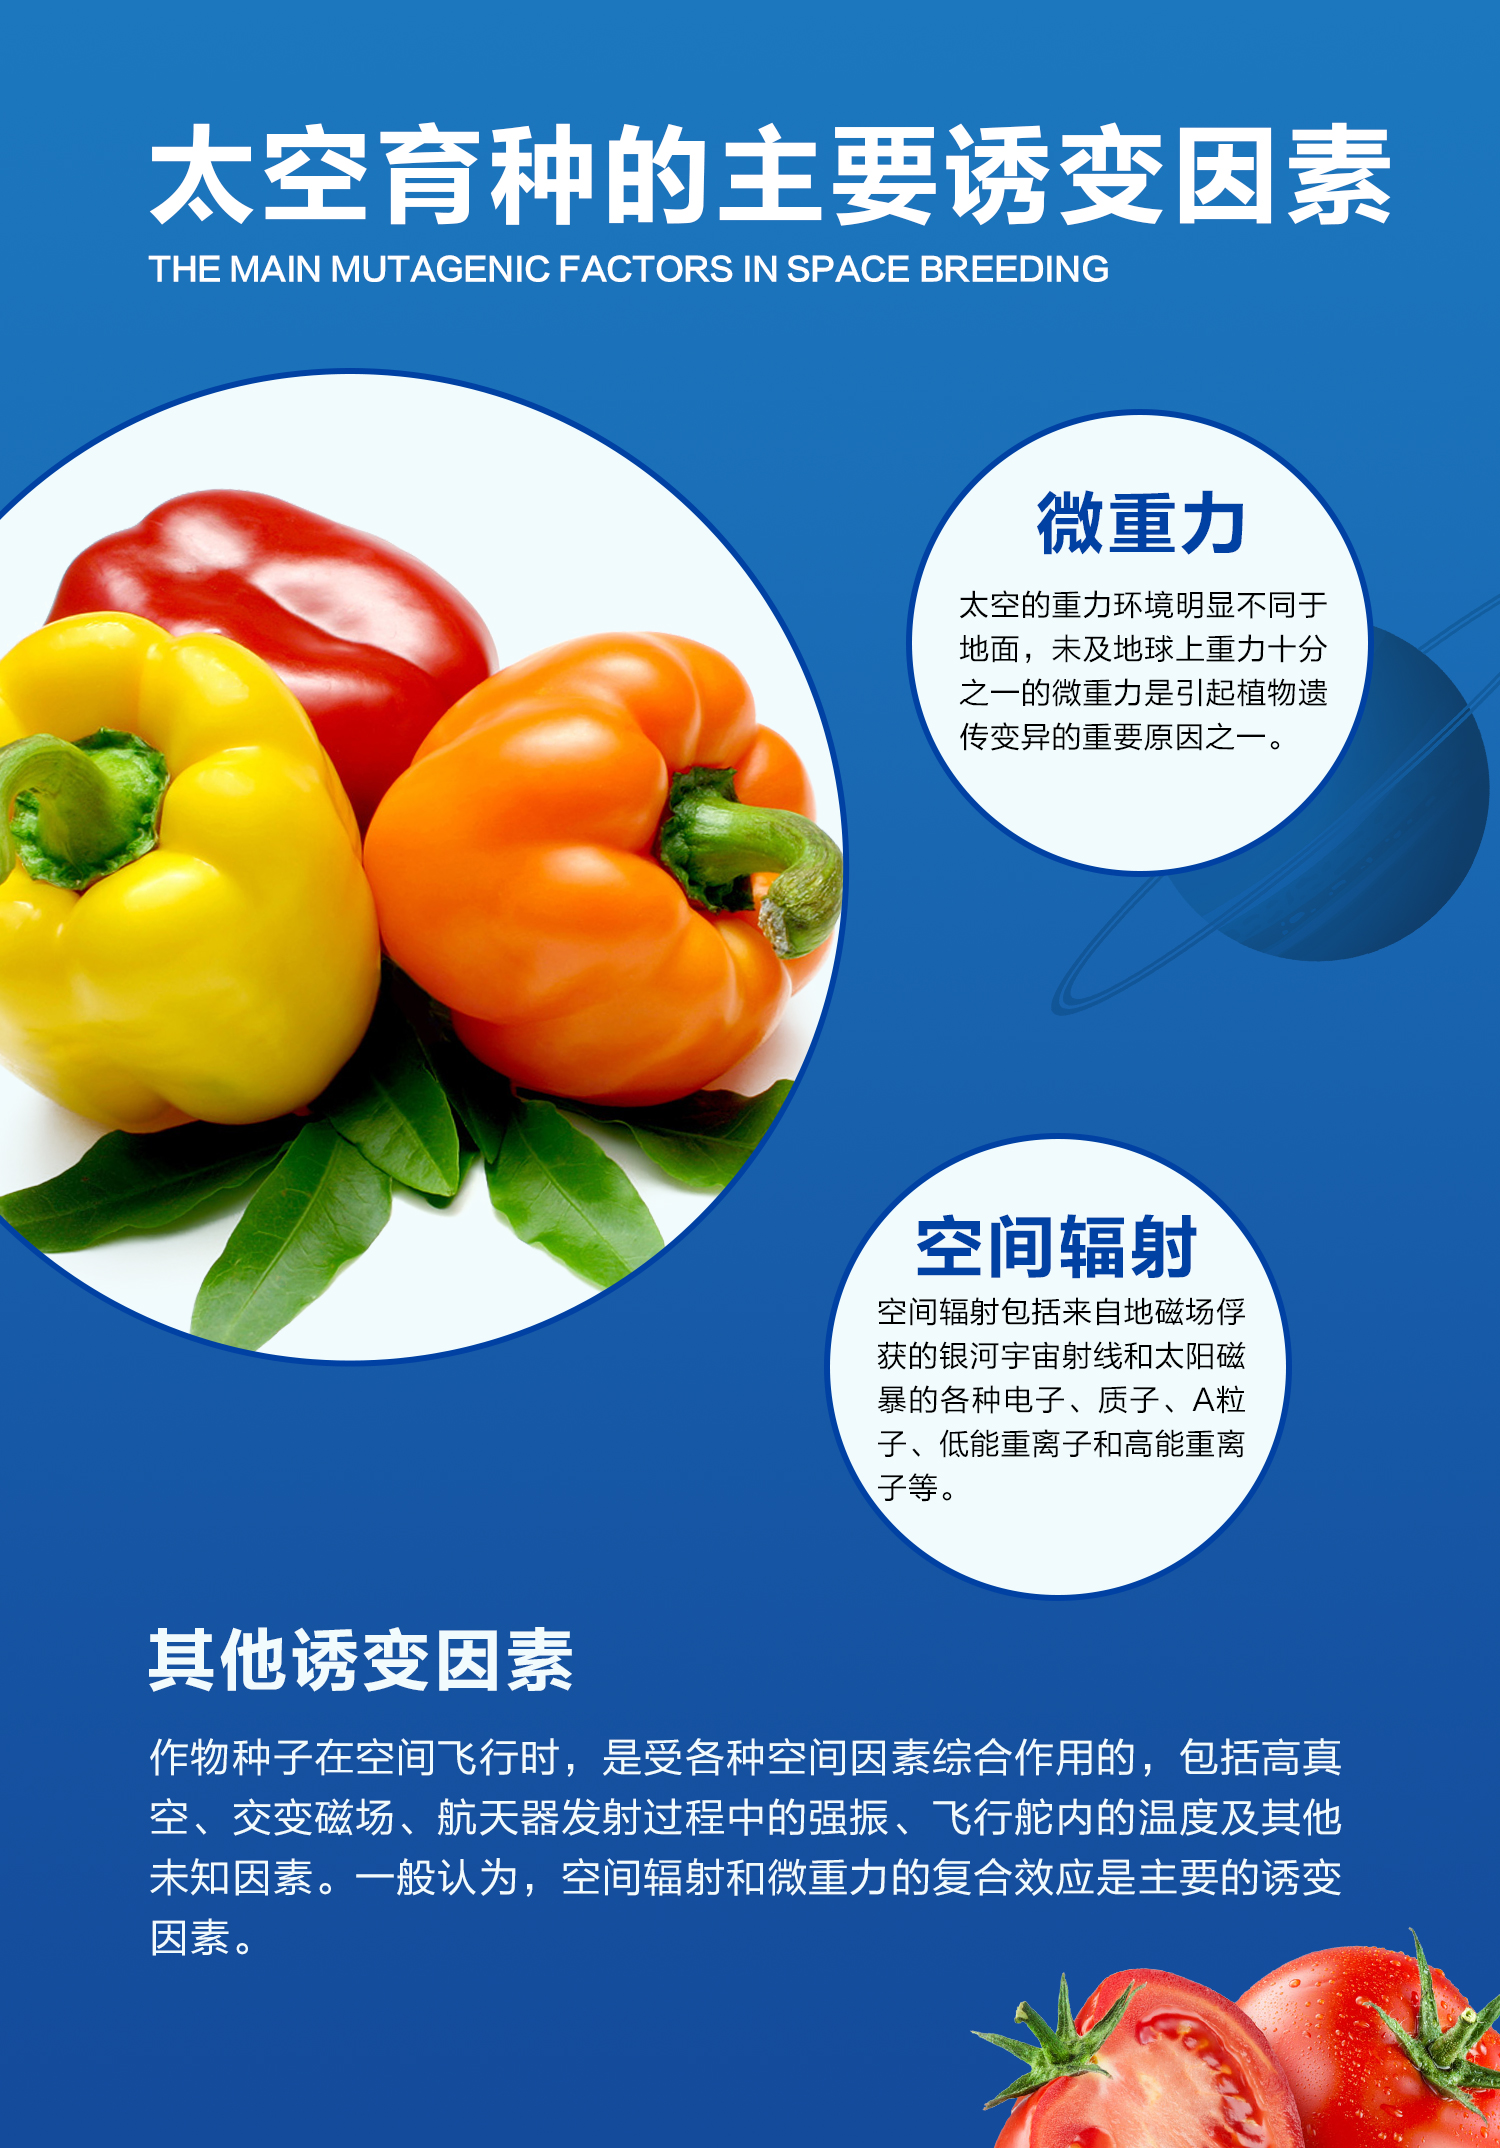 太空育种的主要诱变因素
THE MAIN MUTAGENIC FACTORS IN SPACE BREEDING
微重力
太空的重力环境明显不同于
地面，未及地球上重力十分
之一的微重力是引起植物遗
传变异的重要原因之一。
空间辐射
空间辐射包括来自地磁场俘
获的银河宇宙射线和太阳磁
暴的各种电子、质子、A粒
子、低能重离子和高能重离
子等。
其他诱变因素
作物种子在空间飞行时，是受各种空间因素综合作用的，包括高真
空、交变磁场、航天器发射过程中的强振、飞行舱内的温度及其他
未知因素。一般认为，空间辐射和微重力的复合效应是主要的诱变
因素。